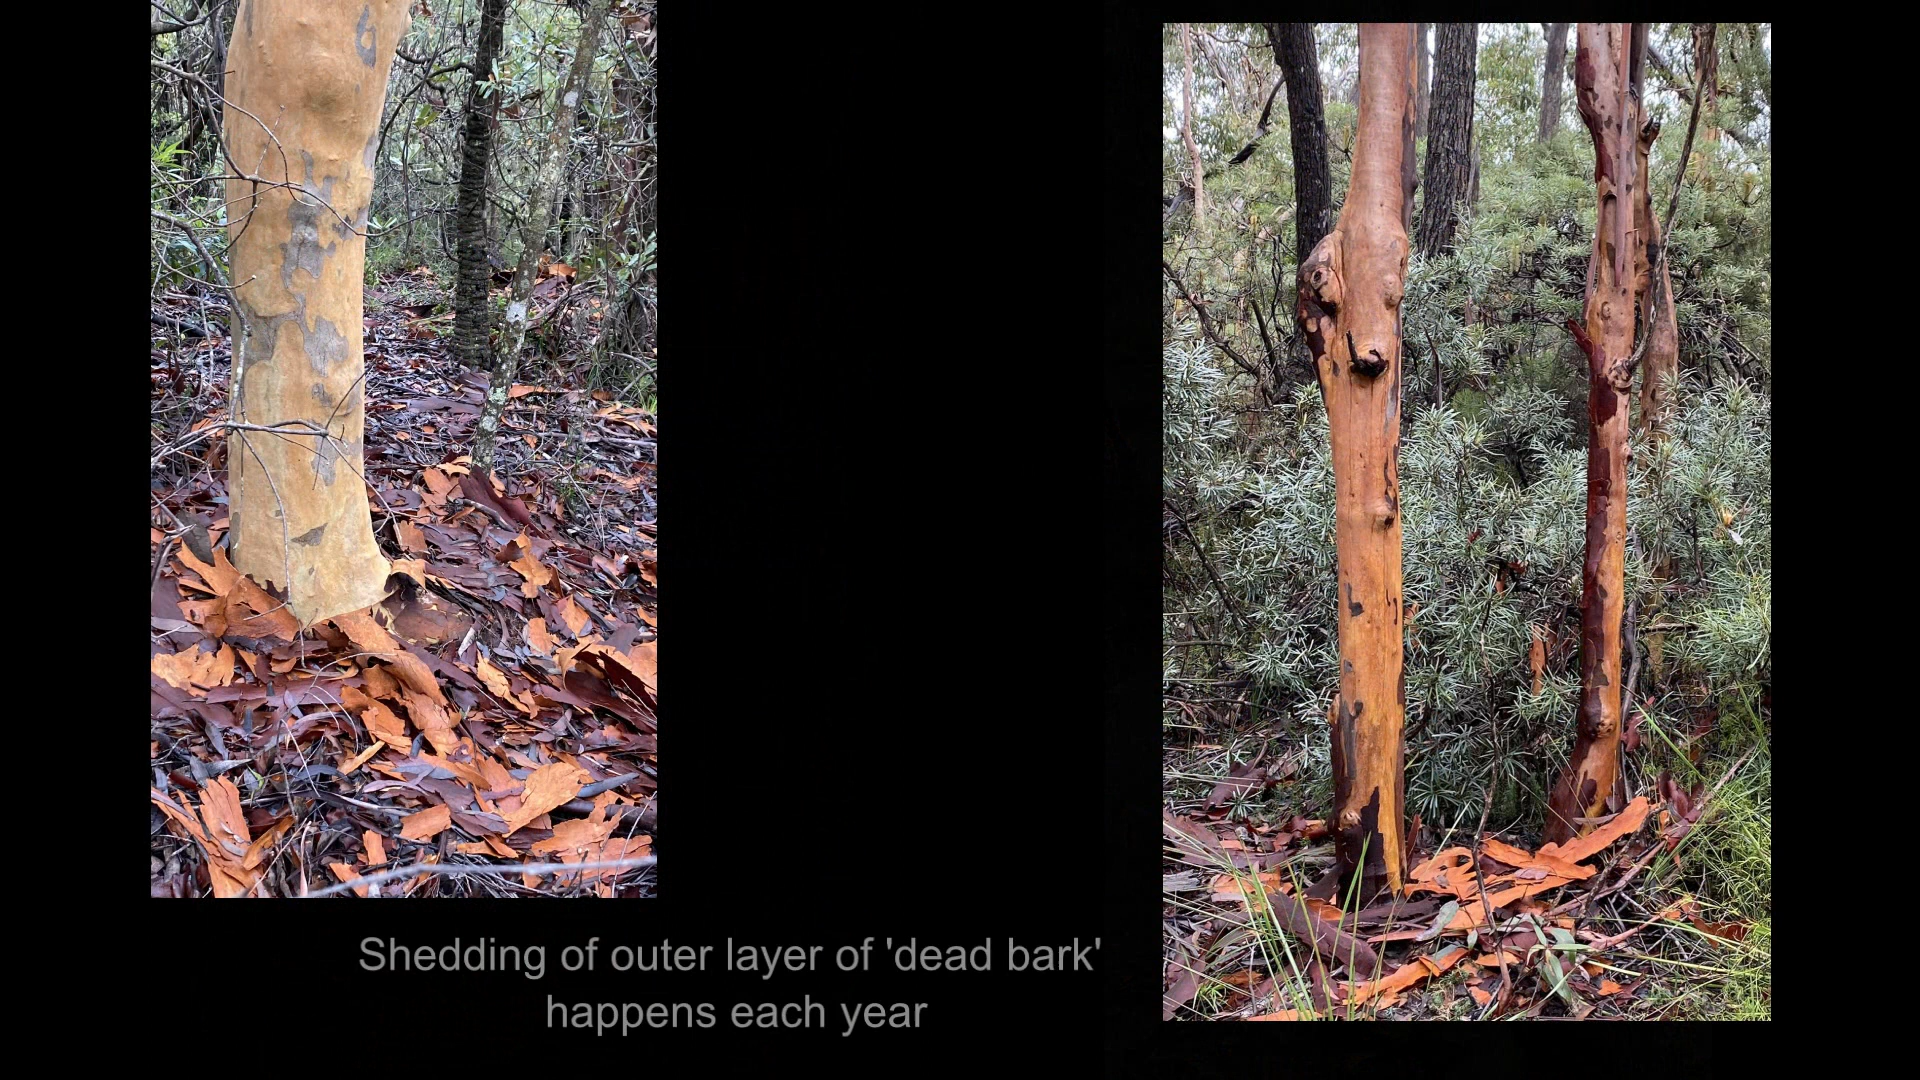 Shedding of outer layer of 'dead bark'
happens each year